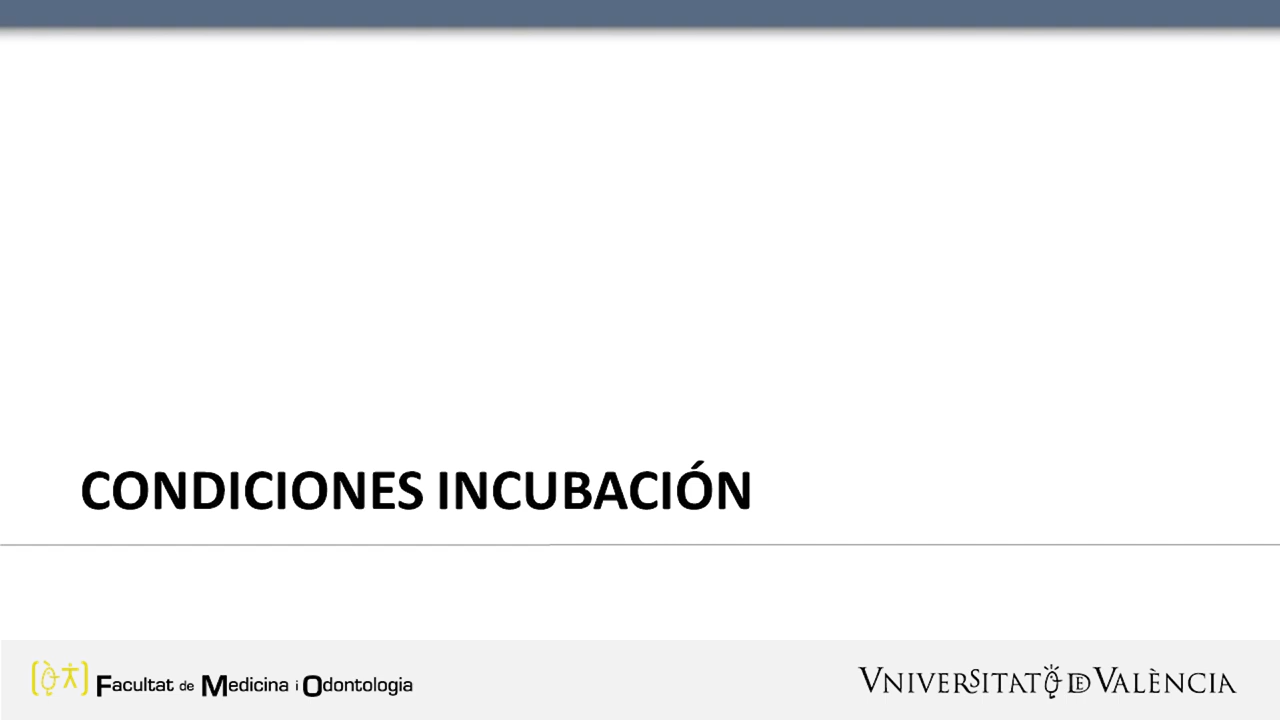 CONDICIONES INCUBACIÓN
Facultat de Medicina i Odontologia
VNIVERSITAT DE VALÈNCIA